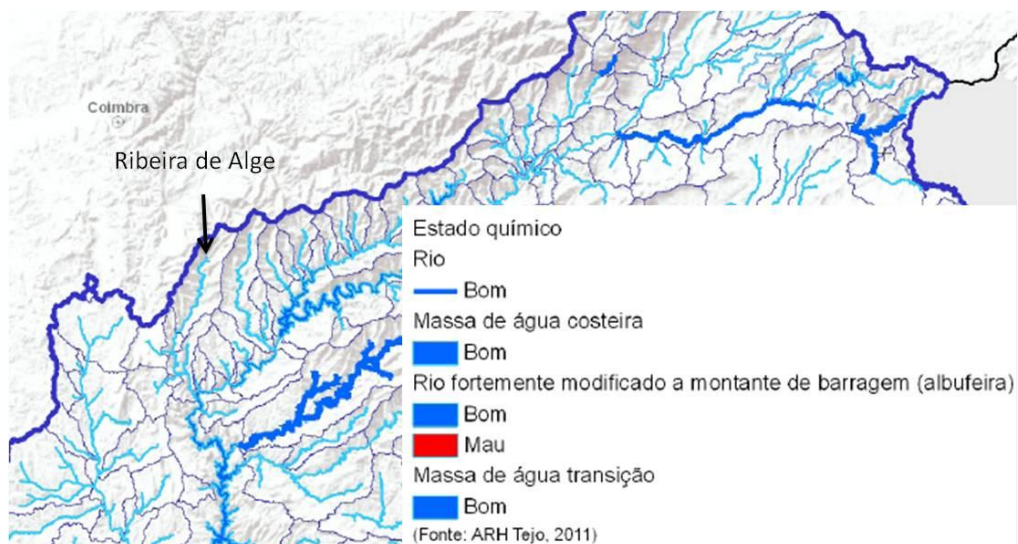 Coimbra
Ribeira de Alge
Estado químico
Rio
Bom
Massa de água costeira
Bom
Rio fortemente modificado a montante de barragem (albufeira)
Bom
Mau
Massa de água transição
Bom
(Fonte: ARH Tejo, 2011)